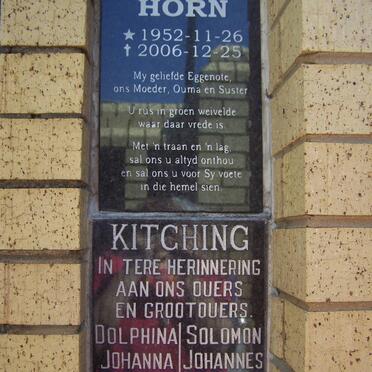 HORN
★ 1952-11-26
✝ 2006-12-25
My geliefde Eggenote,
ons Moeder, Ouma en Suster
U rus in groen weivelde
waar daar vrede is.
Met 'n traan en 'n lag,
sal ons u altyd onthou
en sal ons u voor Sy voete
in die hemel sien.
KITCHING
IN TERE HERINNERING
AAN ONS OUERS
EN GROOTOUERS.
DOLPHINA|SOLOMON
JOHANNA|JOHANNES